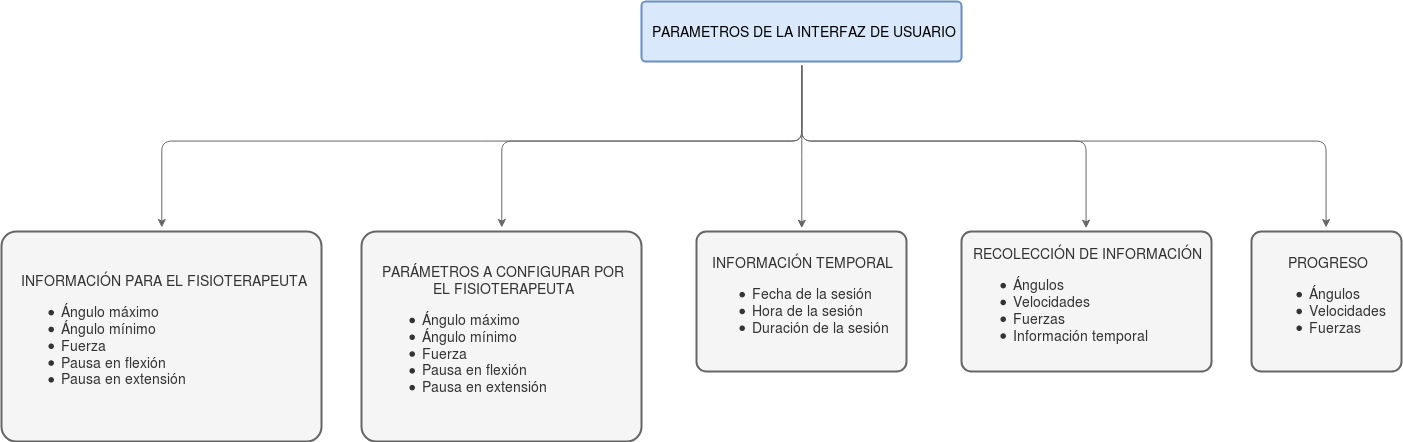 PARAMETROS DE LA INTERFAZ DE USUARIO
INFORMACIÓN PARA EL FISIOTERAPEUTA
• Ángulo máximo
• Ángulo mínimo
• Fuerza
• Pausa en flexión
• Pausa en extensión
PARÁMETROS A CONFIGURAR POR
EL FISIOTERAPEUTA
• Ángulo máximo
• Ángulo mínimo
• Fuerza
• Pausa en flexión
• Pausa en extensión
INFORMACIÓN TEMPORAL
• Fecha de la sesión
• Hora de la sesión
• Duración de la sesión
RECOLECCIÓN DE INFORMACIÓN
• Ángulos
• Velocidades
• Fuerzas
• Información temporal
PROGRESO
• Ángulos
• Velocidades
• Fuerzas